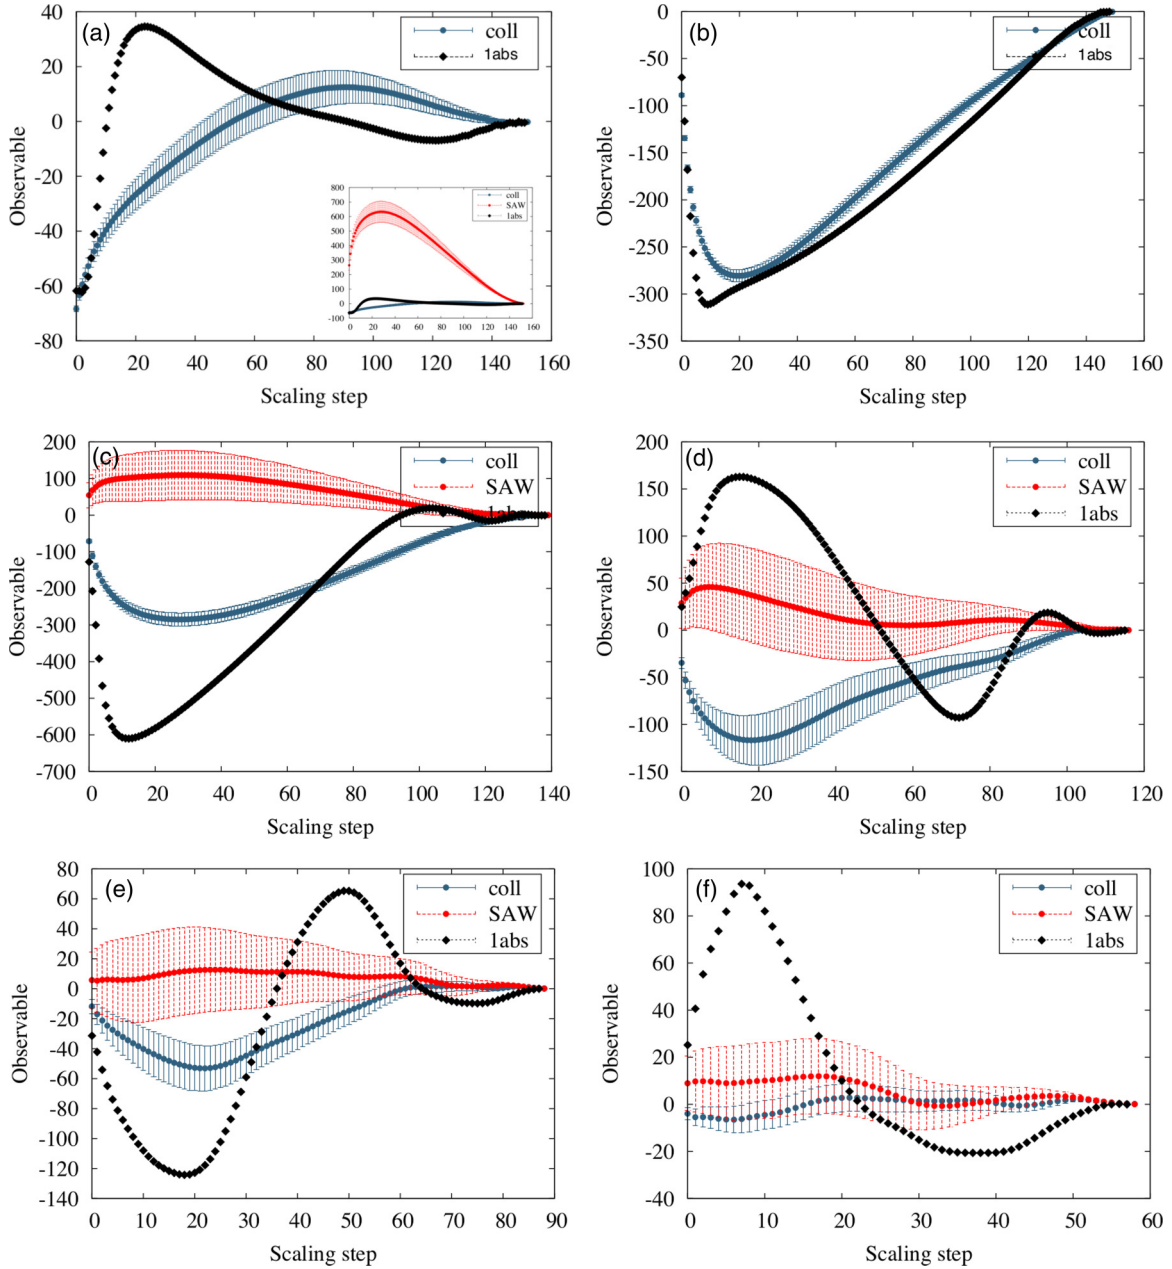 (a)
coll
1abs
40
20
0
-20
-40
-60
-80
Observable
0 20 40 60 80 100 120 140 160
Scaling step
coll
SAW
1abs
800
700
600
500
400
300
200
100
0
-100
0 20 40 60 80 100 120 140 160
(b)
coll
1abs
0
-50
-100
-150
-200
-250
-300
-350
Observable
0 20 40 60 80 100 120 140 160
Scaling step
(c)
coll
SAW
1abs
200
100
0
-100
-200
-300
-400
-500
-600
-700
Observable
0 20 40 60 80 100 120 140
Scaling step
(d)
coll
SAW
1abs
200
150
100
50
0
-50
-100
-150
Observable
0 20 40 60 80 100 120
Scaling step
(e)
coll
SAW
1abs
80
60
40
20
0
-20
-40
-60
-80
-100
-120
-140
Observable
0 10 20 30 40 50 60 70 80 90
Scaling step
(f)
coll
SAW
1abs
100
80
60
40
20
0
-20
-40
Observable
0 10 20 30 40 50 60
Scaling step